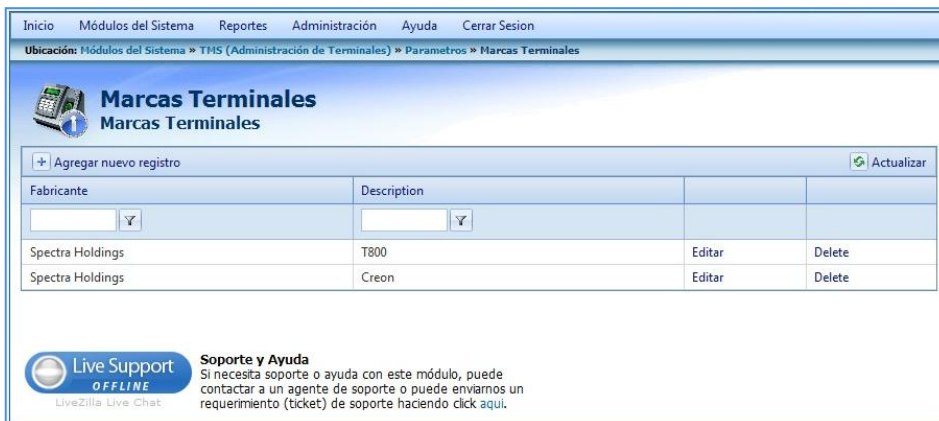 Inicio Módulos del Sistema Reportes Administración Ayuda Cerrar Sesion
Ubicación: Módulos del Sistema » TMS (Administración de Terminales) » Parametros » Marcas Terminales
Marcas Terminales
Marcas Terminales
Agregar nuevo registro Actualizar
Fabricante Description
Spectra Holdings T800 Editar Delete
Spectra Holdings Creon Editar Delete
Live Support
OFFLINE
LiveZilla Live Chat
Soporte y Ayuda
Si necesita soporte o ayuda con este módulo, puede
contactar a un agente de soporte o puede enviarnos un
requerimiento (ticket) de soporte haciendo click aqui.